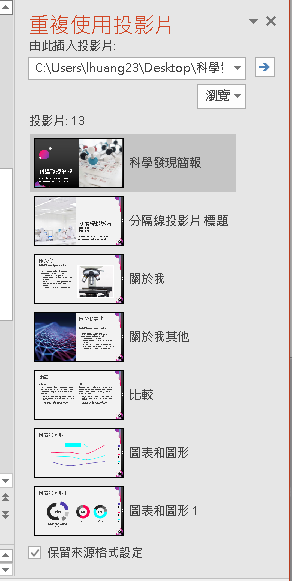 重複使用投影片
由此插入投影片:
C:\Users\lhuang23\Desktop\科學
瀏覽
投影片: 13
科學發現簡報
分隔線投影片標題
關於我
關於我其他
比較
圖表和圖形
圖表和圖形 1
保留來源格式設定